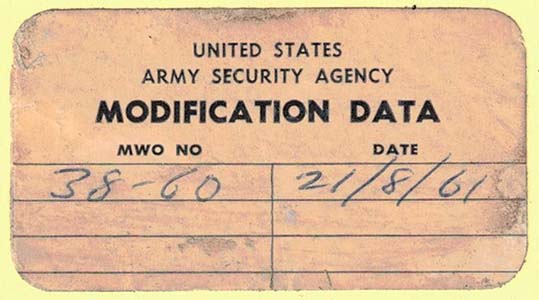 UNITED STATES
ARMY SECURITY AGENCY
MODIFICATION DATA
MWO NO DATE
38-60 21/8/61